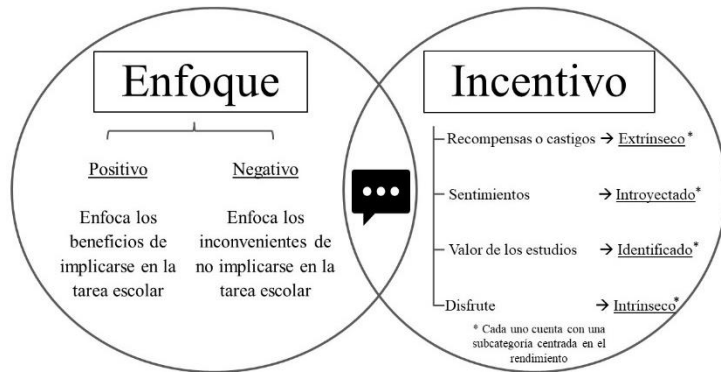 Enfoque
Positivo
Enfoca los
beneficios de
implicarse en la
tarea escolar
Negativo
Enfoca los
inconvenientes de
no implicarse en la
tarea escolar
Incentivo
Recompensas o castigos → Extrínseco*
Sentimientos → Introyectado*
Valor de los estudios → Identificado*
Disfrute → Intrínseco*
* Cada uno cuenta con una
subcategoría centrada en el
rendimiento